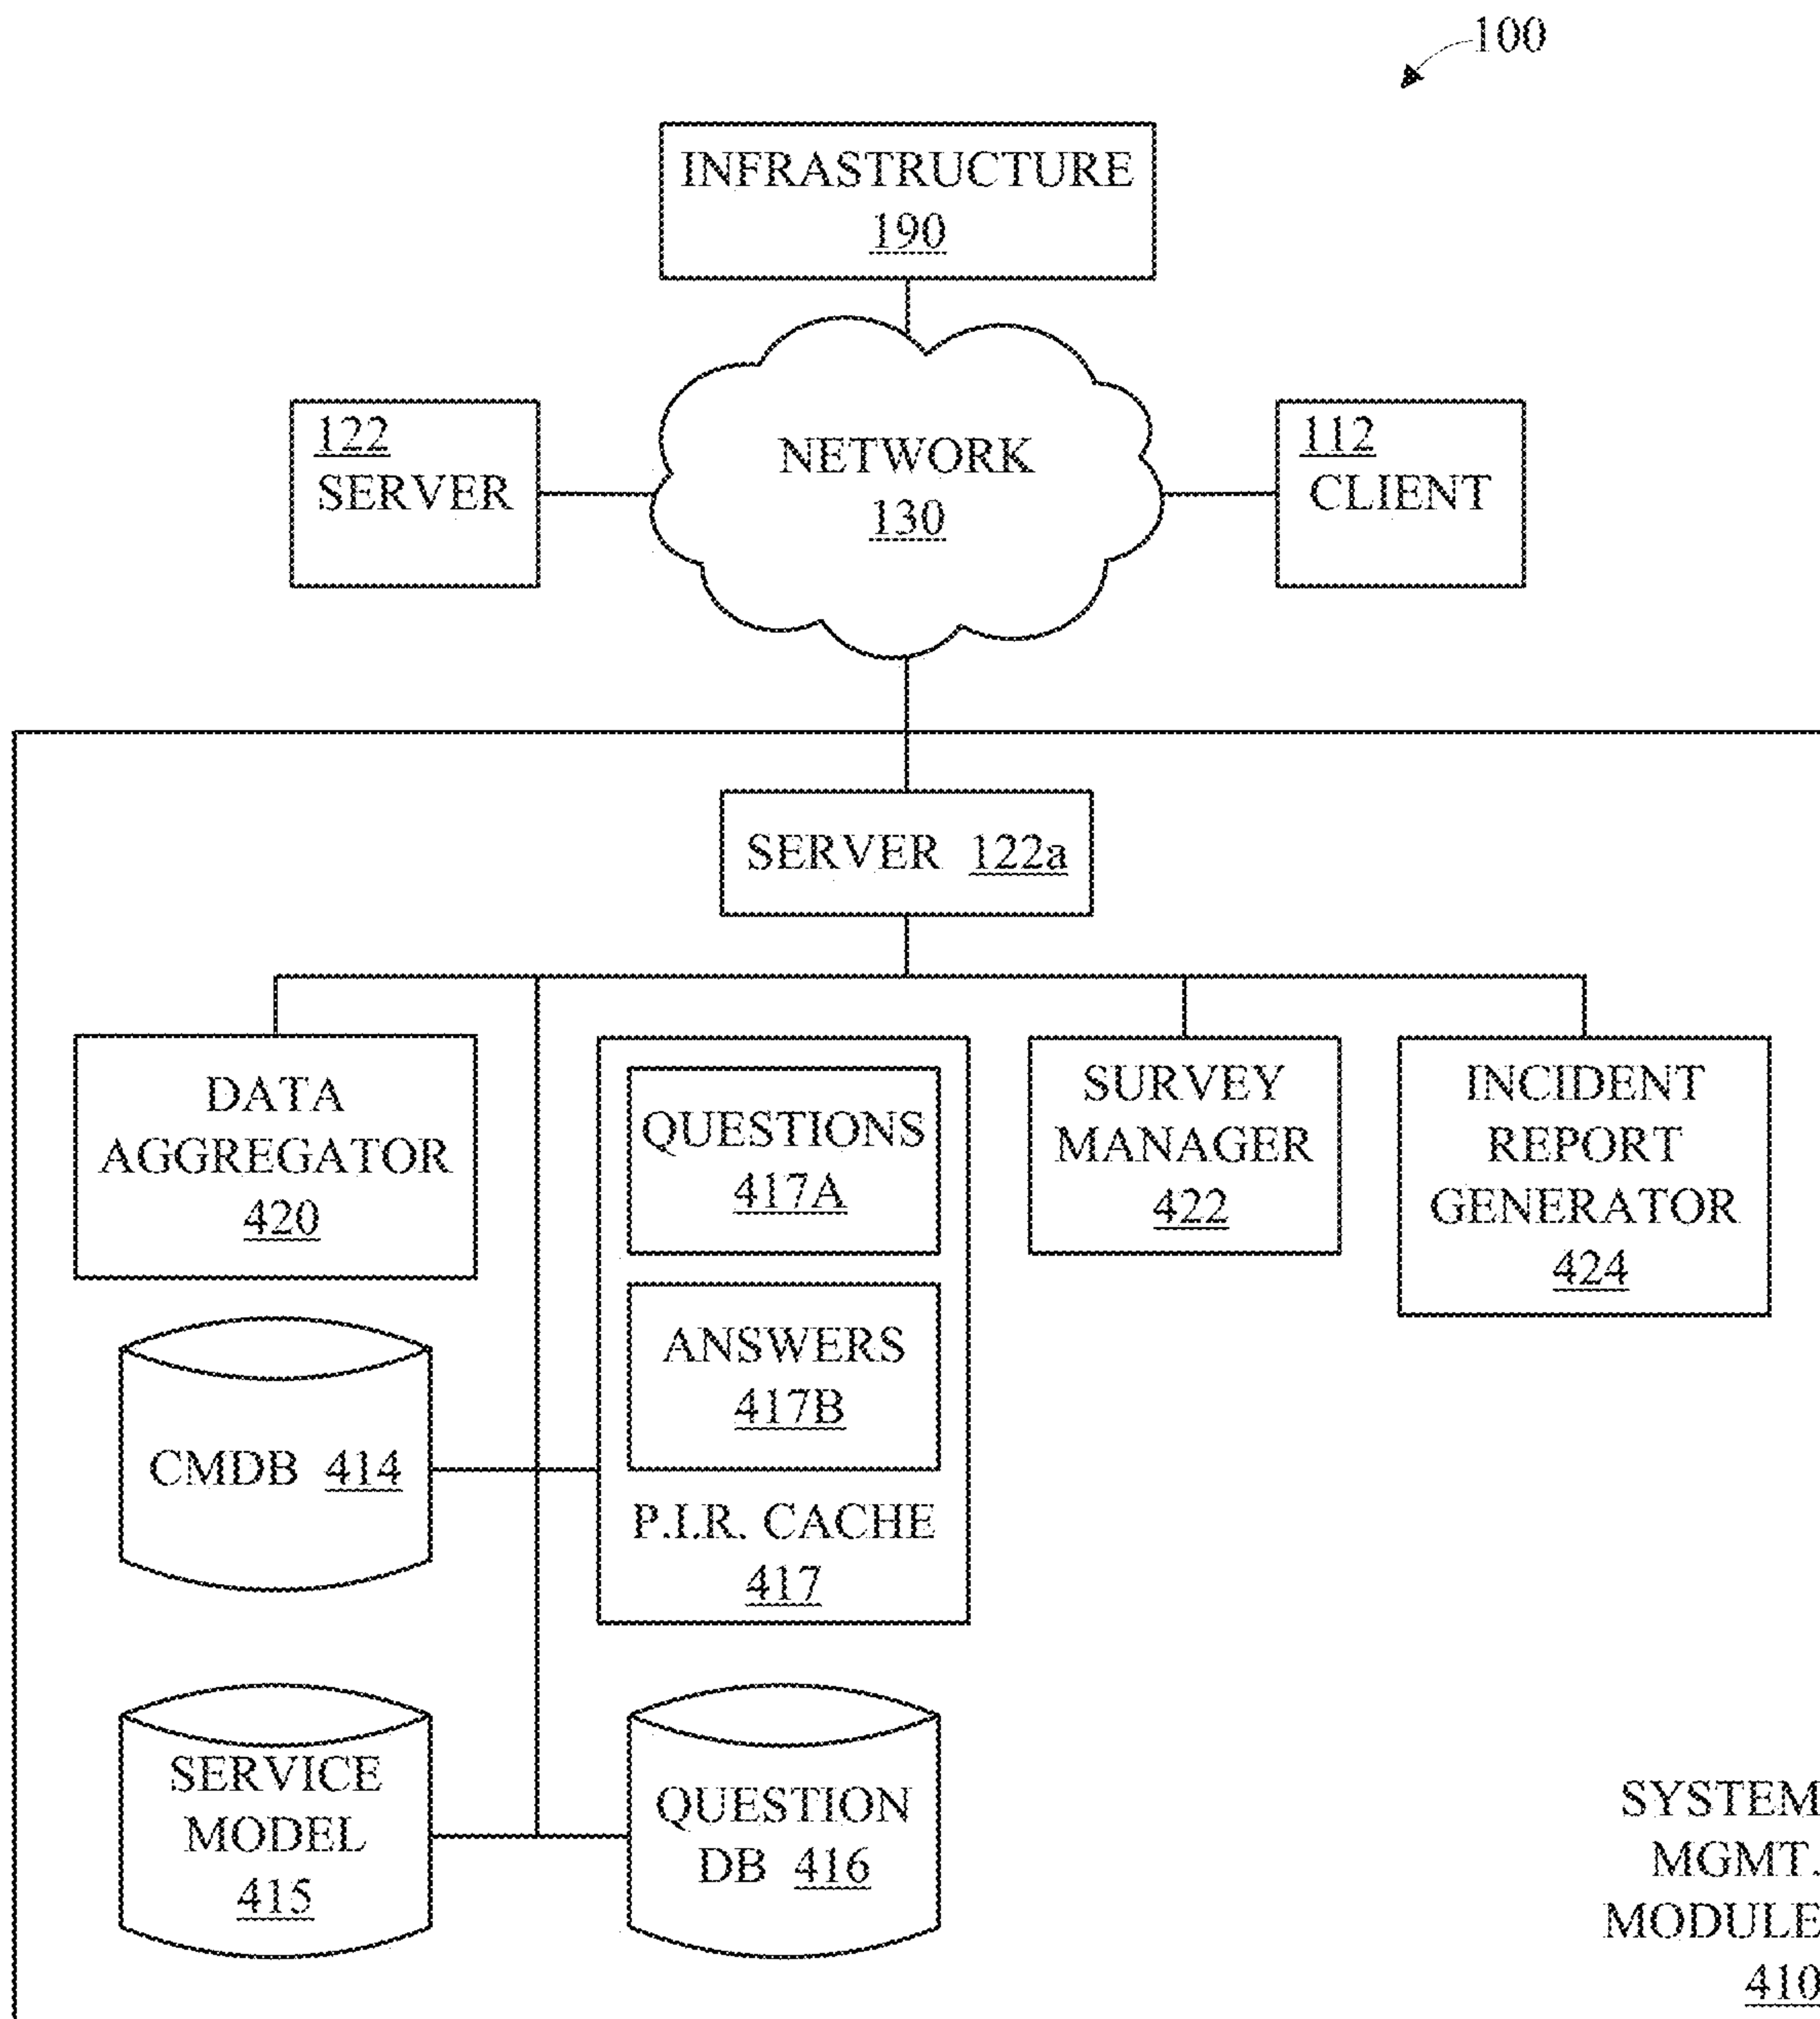 100
INFRASTRUCTURE
190
122
SERVER
NETWORK
130
112
CLIENT
SERVER 122a
DATA
AGGREGATOR
420
QUESTIONS
417A
ANSWERS
417B
P.I.R. CACHE
417
SURVEY
MANAGER
422
INCIDENT
REPORT
GENERATOR
424
CMDB 414
SERVICE
MODEL
415
QUESTION
DB 416
SYSTEM
MGMT.
MODULE
410